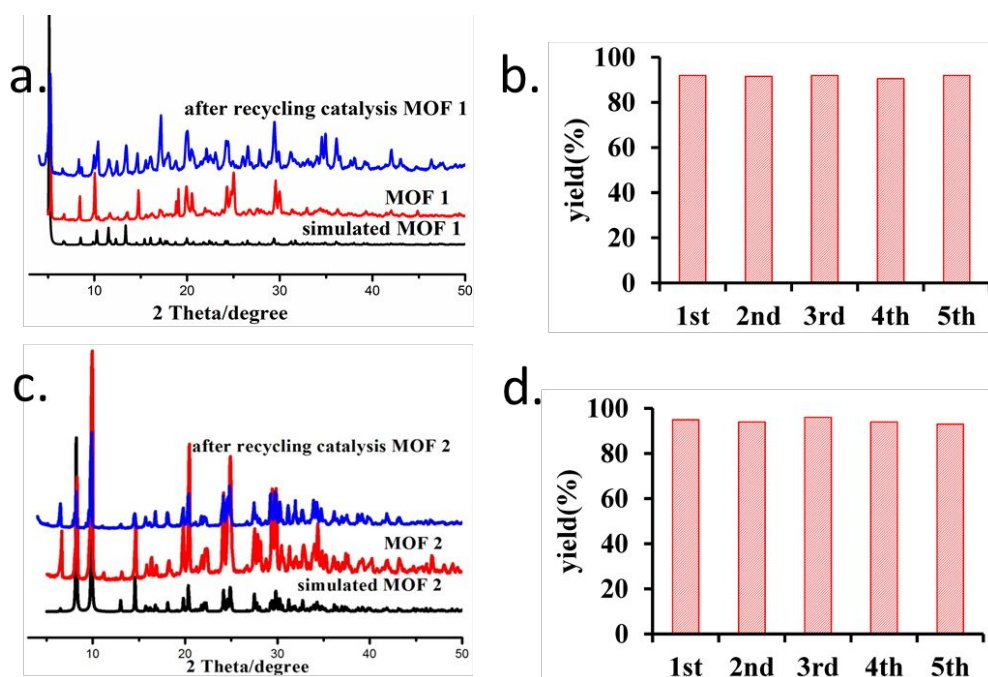 a.
after recycling catalysis MOF 1
MOF 1
simulated MOF 1
10 20 30 40 50
2 Theta/degree
b.
100
80
60
40
20
0
yield(%)
1st 2nd 3rd 4th 5th
c.
after recycling catalysis MOF 2
MOF 2
simulated MOF 2
10 20 30 40 50
2 Theta/degree
d.
100
80
60
40
20
0
yield(%)
1st 2nd 3rd 4th 5th